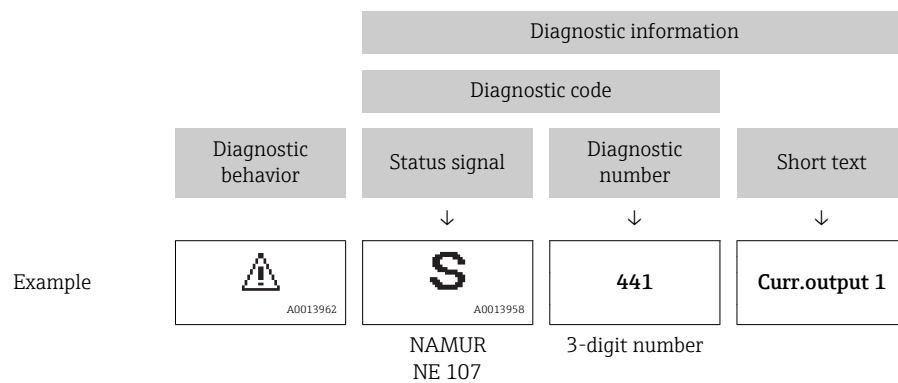 Diagnostic information
Diagnostic code
Diagnostic behavior
Status signal
Diagnostic number
Short text
↓ ↓ ↓
Example
A0013962
S
A0013958
441
Curr.output 1
NAMUR
NE 107
3-digit number